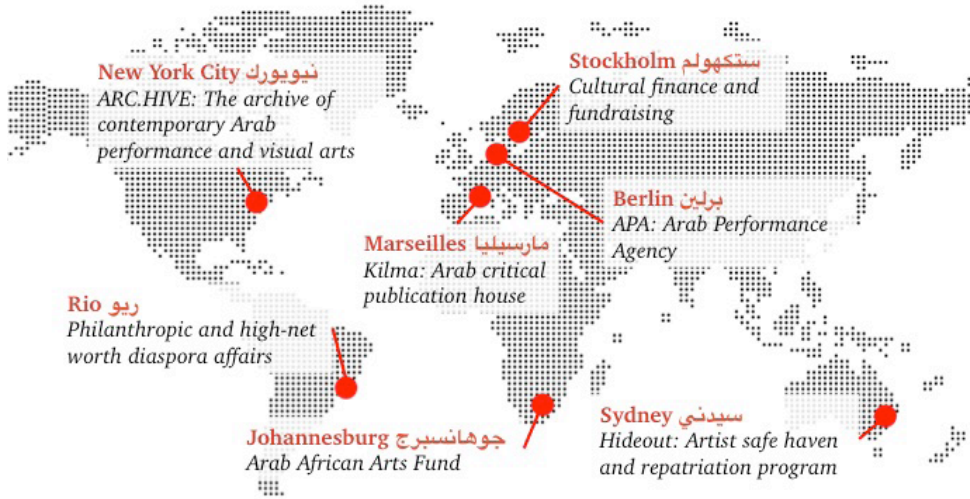 New York City نيويورك
ARC.HIVE: The archive of
contemporary Arab
performance and visual arts
Stockholm ستكهولم
Cultural finance and
fundraising
Berlin برلين
APA: Arab Performance
Agency
Marseilles مارسيليا
Kilma: Arab critical
publication house
Rio ريو
Philanthropic and high-net
worth diaspora affairs
Johannesburg جوهانسبرج
Arab African Arts Fund
Sydney سيدني
Hideout: Artist safe haven
and repatriation program